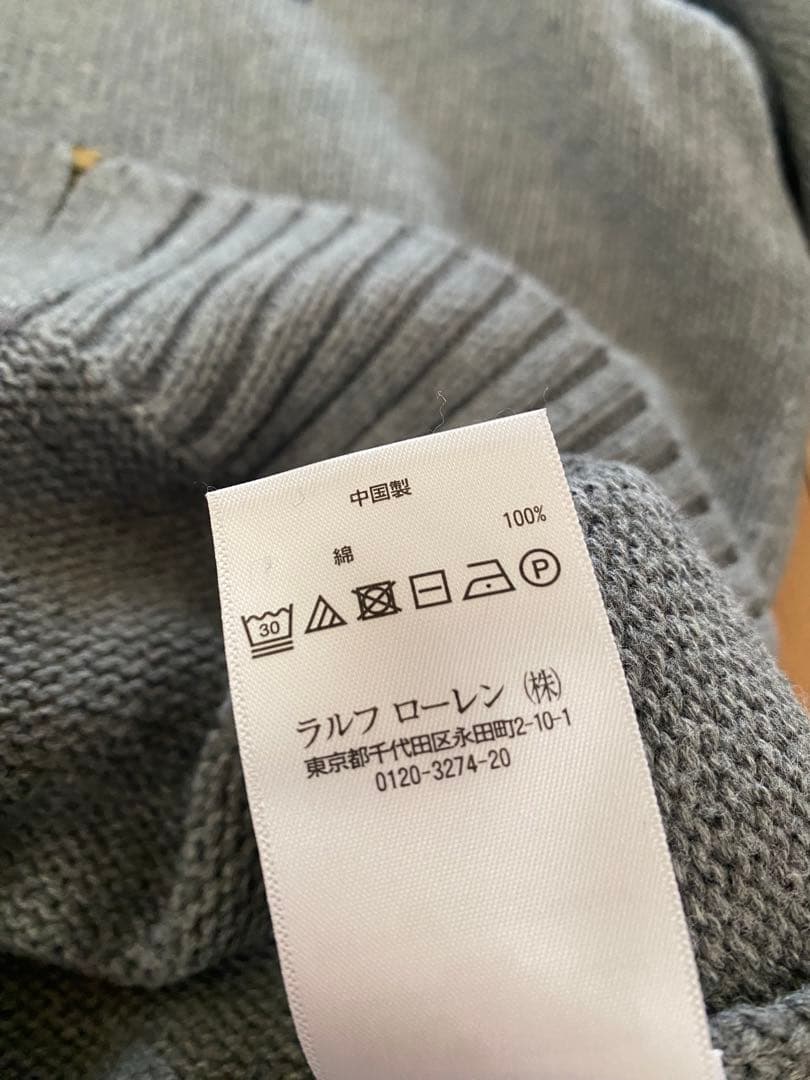 中国製
綿 100%
30 P
ラルフ ローレン (株)
東京都千代田区永田町2-10-1
0120-3274-20